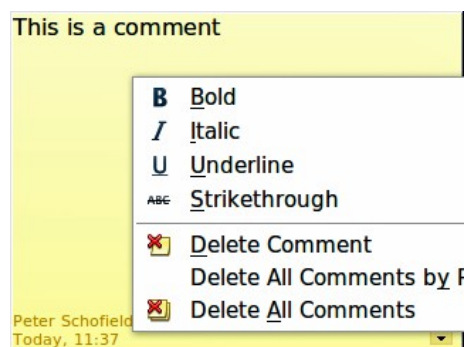 This is a comment
B Bold
I Italic
U Underline
ABC Strikethrough
Delete Comment
Delete All Comments by
Delete All Comments
Peter Schofield
Today, 11:37